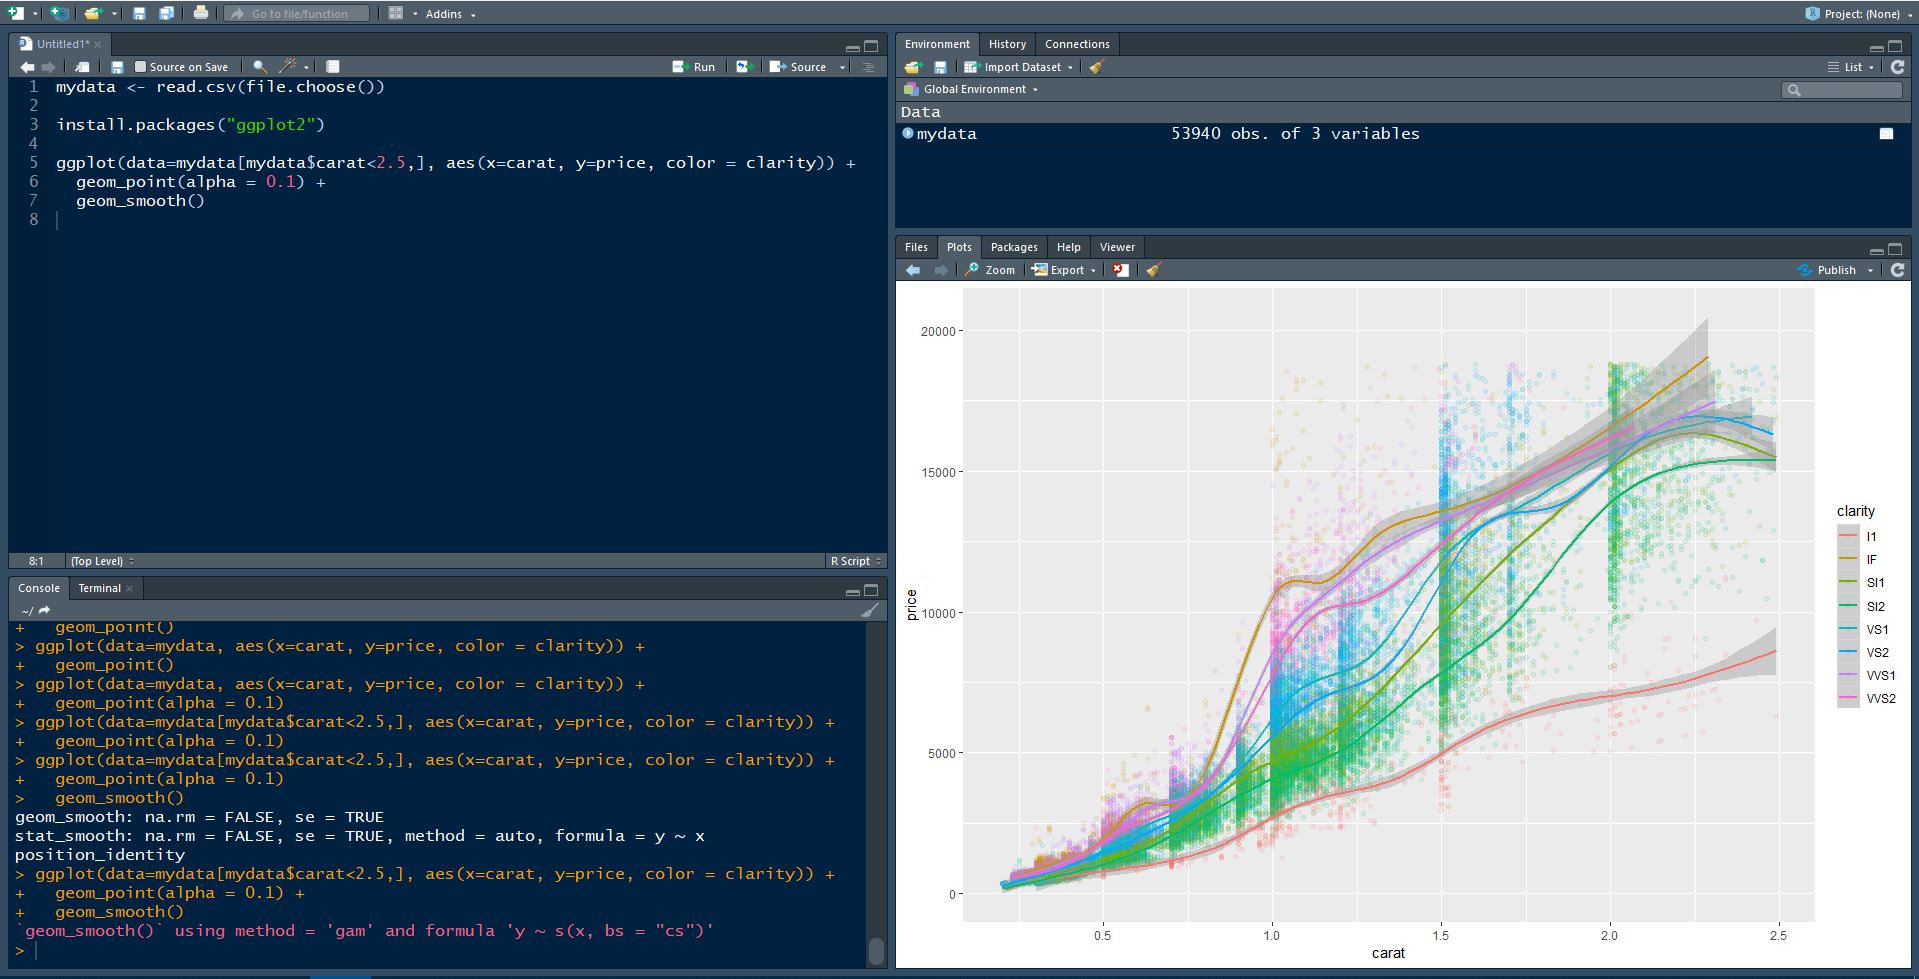 Go to file/function
Addins
Project: (None)
Untitled1*
Source on Save
Run
Source
1 mydata <- read.csv(file.choose())
2
3 install.packages("ggplot2")
4
5 ggplot(data=mydata[mydata$carat<2.5,], aes(x=carat, y=price, color = clarity)) +
6 geom_point(alpha = 0.1) +
7 geom_smooth()
8
8:1 (Top Level) R Script
Console Terminal
~/
+ geom_point()
> ggplot(data=mydata, aes(x=carat, y=price, color = clarity)) +
+ geom_point()
> ggplot(data=mydata, aes(x=carat, y=price, color = clarity)) +
+ geom_point(alpha = 0.1)
> ggplot(data=mydata[mydata$carat<2.5,], aes(x=carat, y=price, color = clarity)) +
+ geom_point(alpha = 0.1)
> ggplot(data=mydata[mydata$carat<2.5,], aes(x=carat, y=price, color = clarity)) +
+ geom_point(alpha = 0.1)
> geom_smooth()
geom_smooth: na.rm = FALSE, se = TRUE
stat_smooth: na.rm = FALSE, se = TRUE, method = auto, formula = y ~ x
position_identity
> ggplot(data=mydata[mydata$carat<2.5,], aes(x=carat, y=price, color = clarity)) +
+ geom_point(alpha = 0.1) +
+ geom_smooth()
`geom_smooth()` using method = 'gam' and formula 'y ~ s(x, bs = "cs")'
>
Environment History Connections
Import Dataset
List
Global Environment
Data
mydata 53940 obs. of 3 variables
Files Plots Packages Help Viewer
Zoom Export Publish
20000
15000
10000
5000
0
price
0.5 1.0 1.5 2.0 2.5
carat
clarity
I1
IF
SI1
SI2
VS1
VS2
VVS1
VVS2